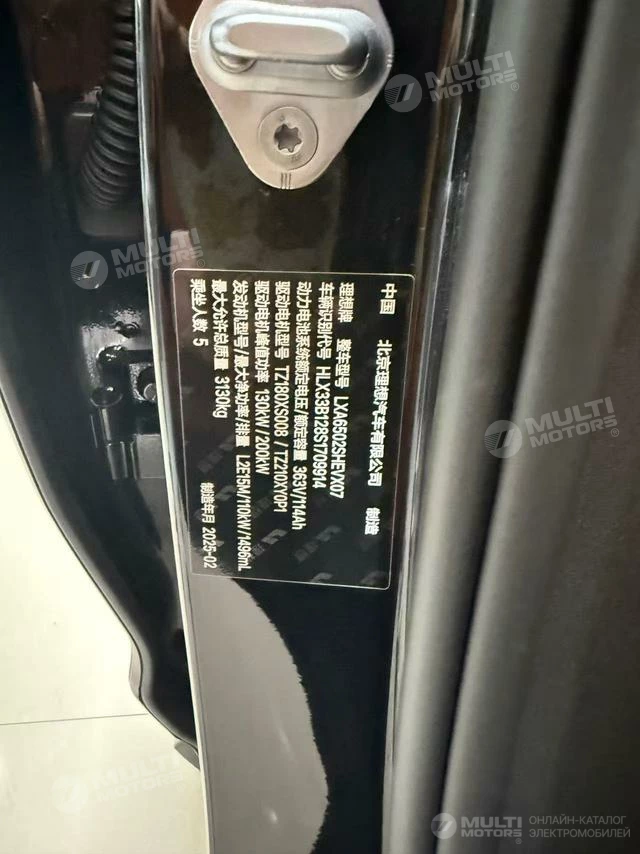 中国 北京理想汽车有限公司 制造
理想牌 整车型号 LXA6502SHEVX07
车辆识别代号 HLX33B128S1709914
动力电池系统额定电压/额定容量 363V/114Ah
驱动电机型号 TZ180XS008 / TZ210XY0P1
驱动电机峰值功率 130kW/200kW
发动机型号/最大净功率/排量 L2E15M/110kW/1496mL
最大允许总质量 3130kg
乘坐人数 5
制造年月 2025-02
MULTI
MOTORS®
MULTI
MOTORS®
MULTI
MOTORS®
MULTI
MOTORS®
MULTI
MOTORS®
ОНЛАЙН-КАТАЛОГ
ЭЛЕКТРОМОБИЛЕЙ